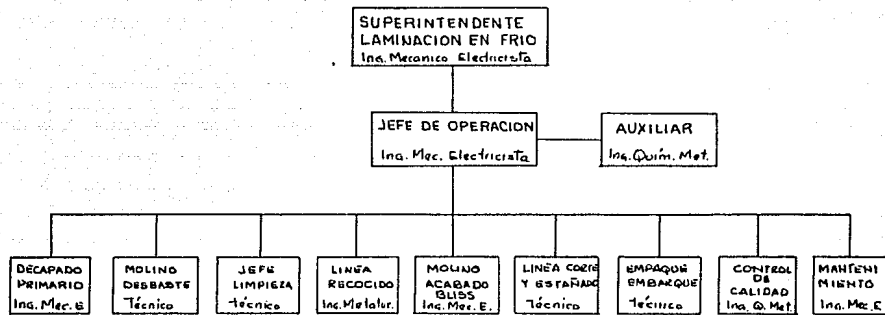 SUPERINTENDENTE
LAMINACION EN FRIO
Ing. Mecanico Electricista
JEFE DE OPERACION
Ing. Mec. Electricista
AUXILIAR
Ing. Quím. Met.
DECAPADO
PRIMARIO
Ing. Mec. E
MOLINO
DESBASTE
Técnico
JEFE
LIMPIEZA
técnico
LINEA
RECOCIDO
Ing. Metalur.
MOLINO
ACABADO
BLISS
Ing. Mec. E.
LINEA CORTE
Y ESTAÑADO
Técnico
EMPAQUE
EMBARQUE
técnico
CONTROL
DE
CALIDAD
Ing. Q. Met.
MANTENI
MIENTO
Ing. Mec. E.